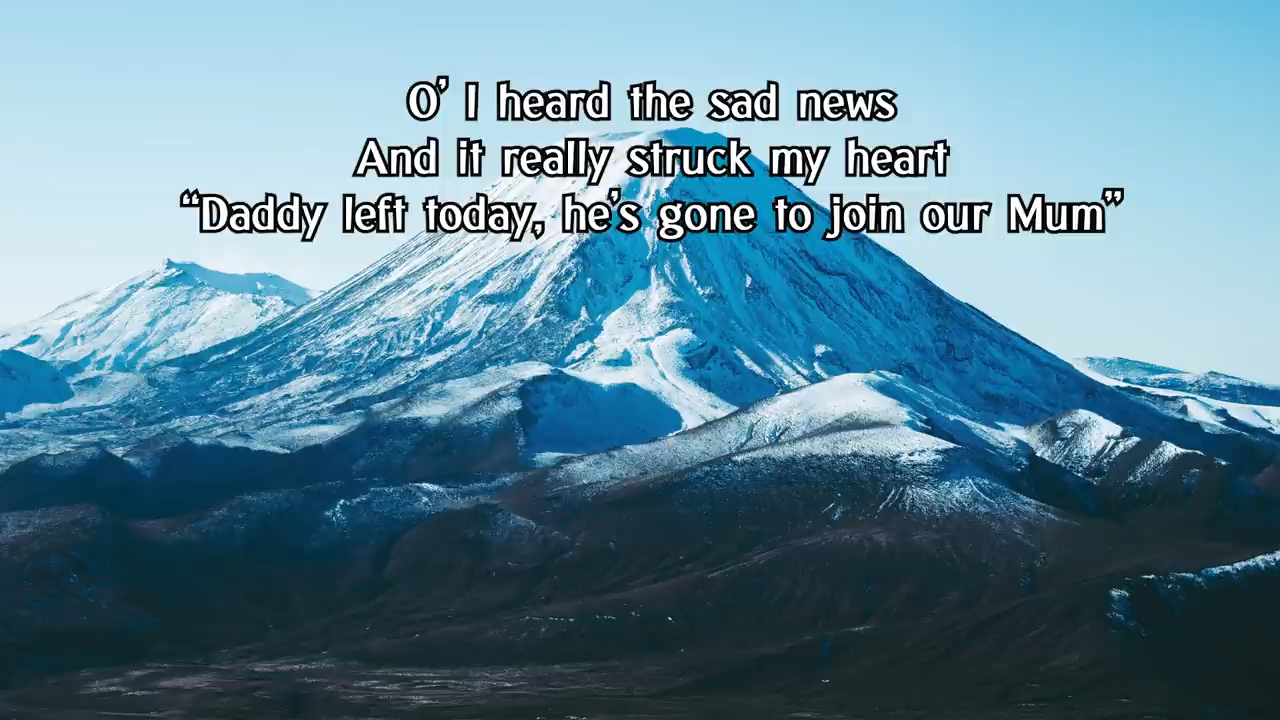 O’ I heard the sad news
And it really struck my heart
“Daddy left today, he’s gone to join our Mum”